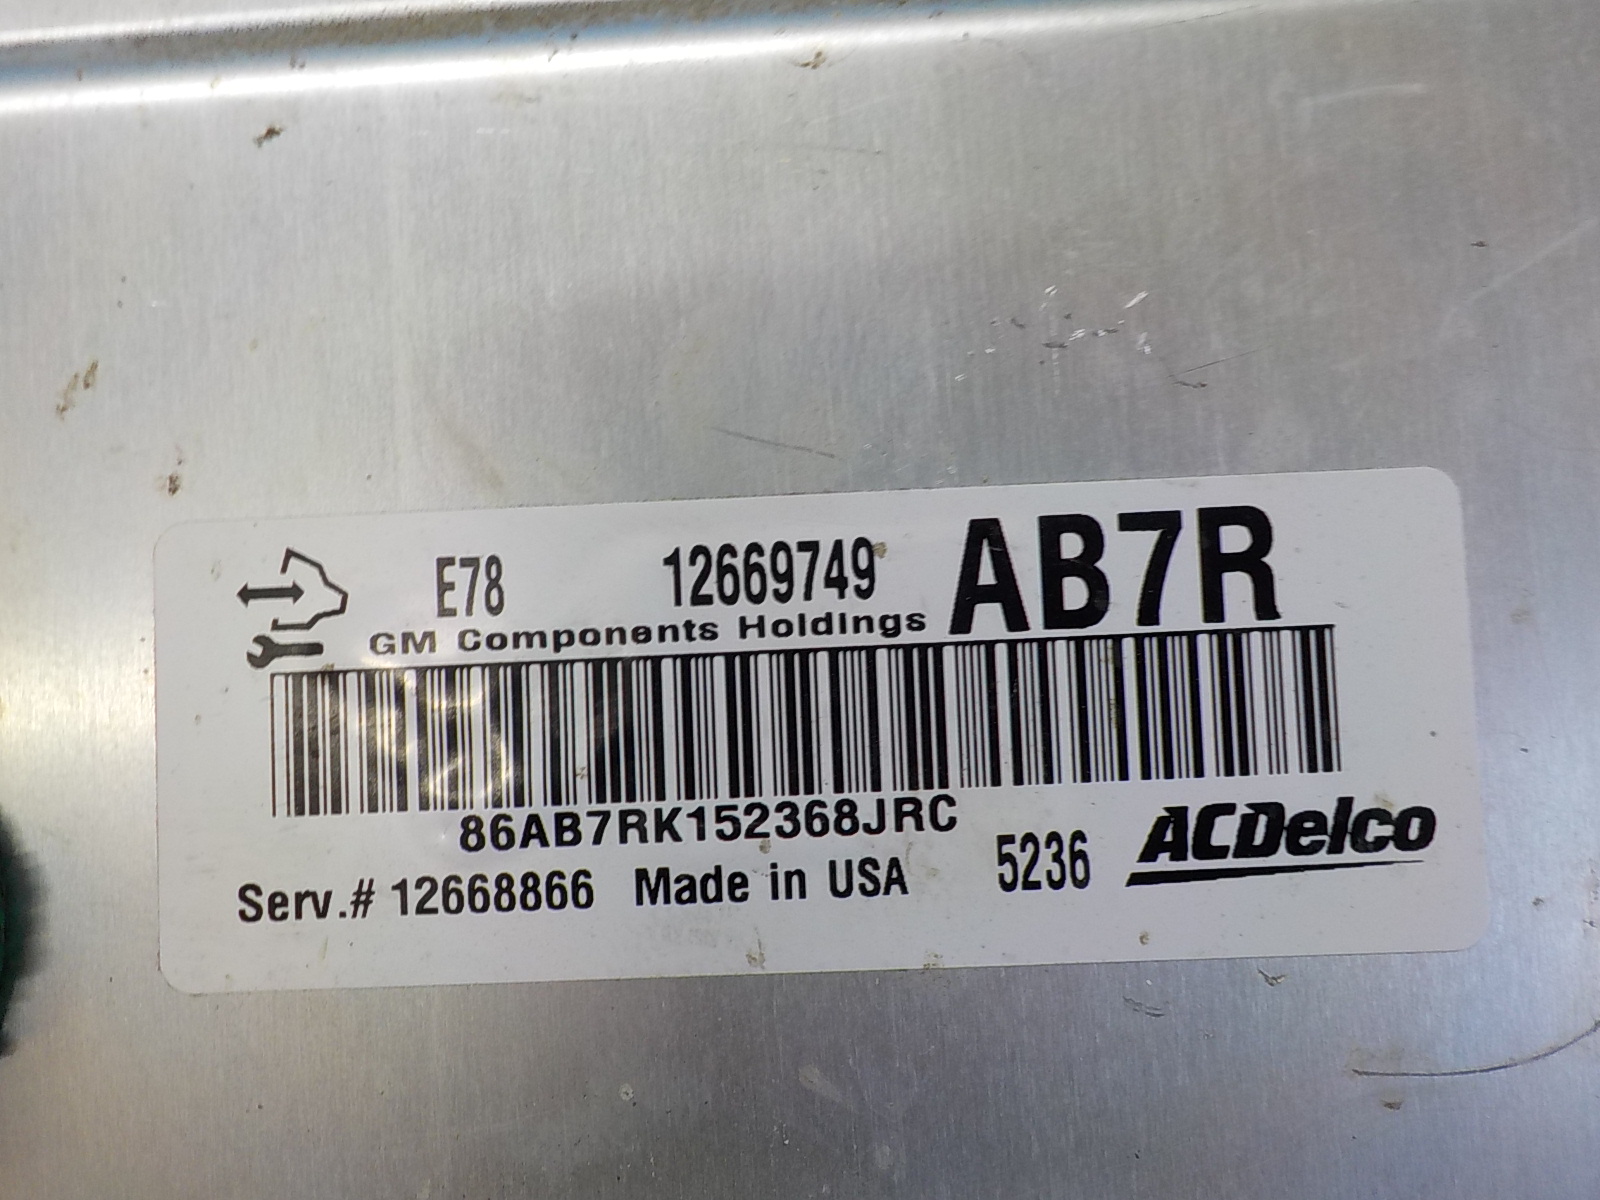 E78 12669749 AB7R
GM Components Holdings
86AB7RK152368JRC
Serv.# 12668866 Made in USA 5236 ACDelco